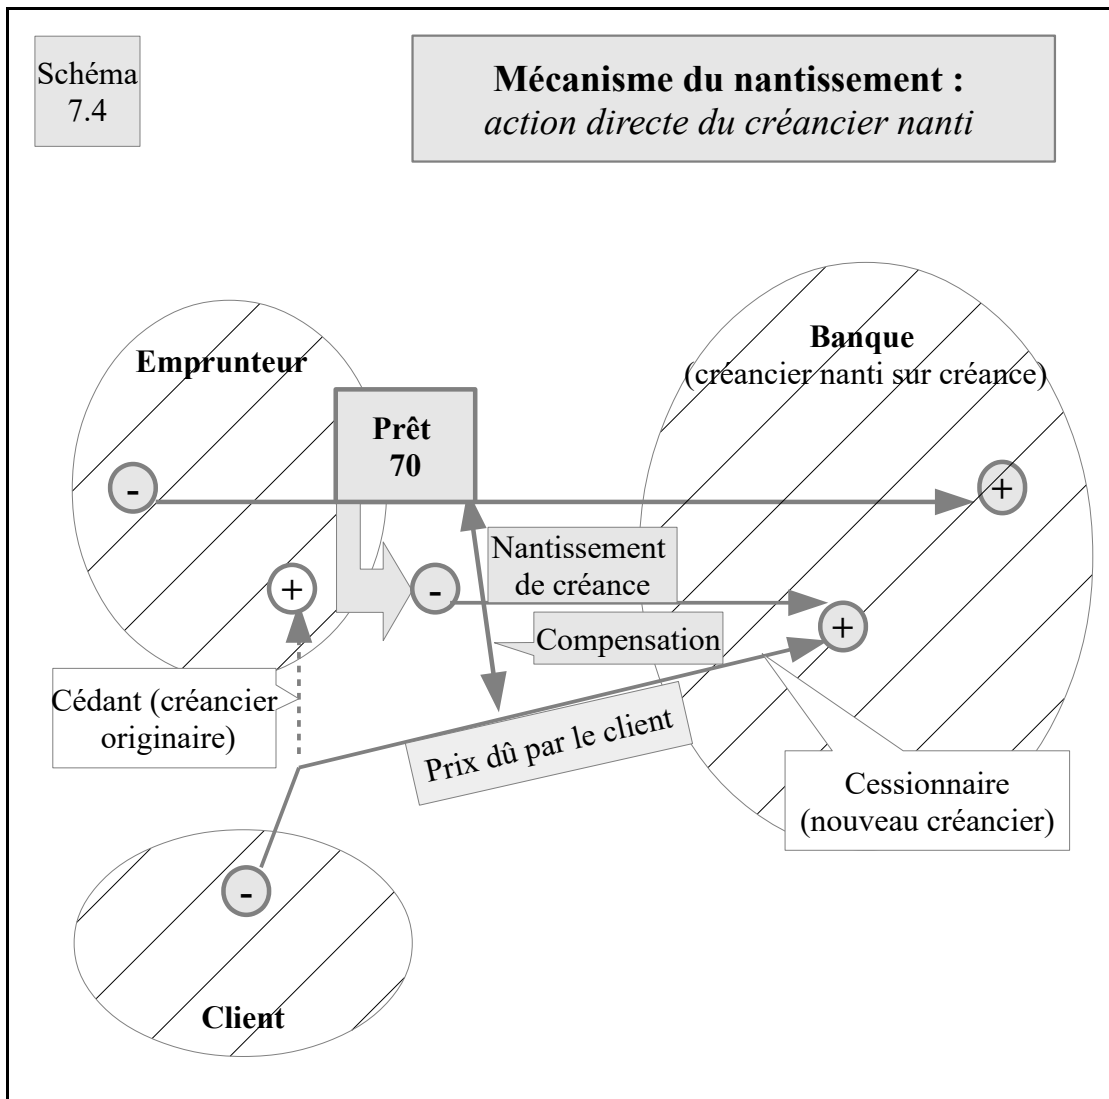 Schéma
7.4
Mécanisme du nantissement :
action directe du créancier nanti
Emprunteur
Banque
(créancier nanti sur créance)
Prêt
70
-
+
+
-
Nantissement
de créance
+
Compensation
Cédant (créancier
originaire)
Prix dû par le client
Cessionnaire
(nouveau créancier)
-
Client